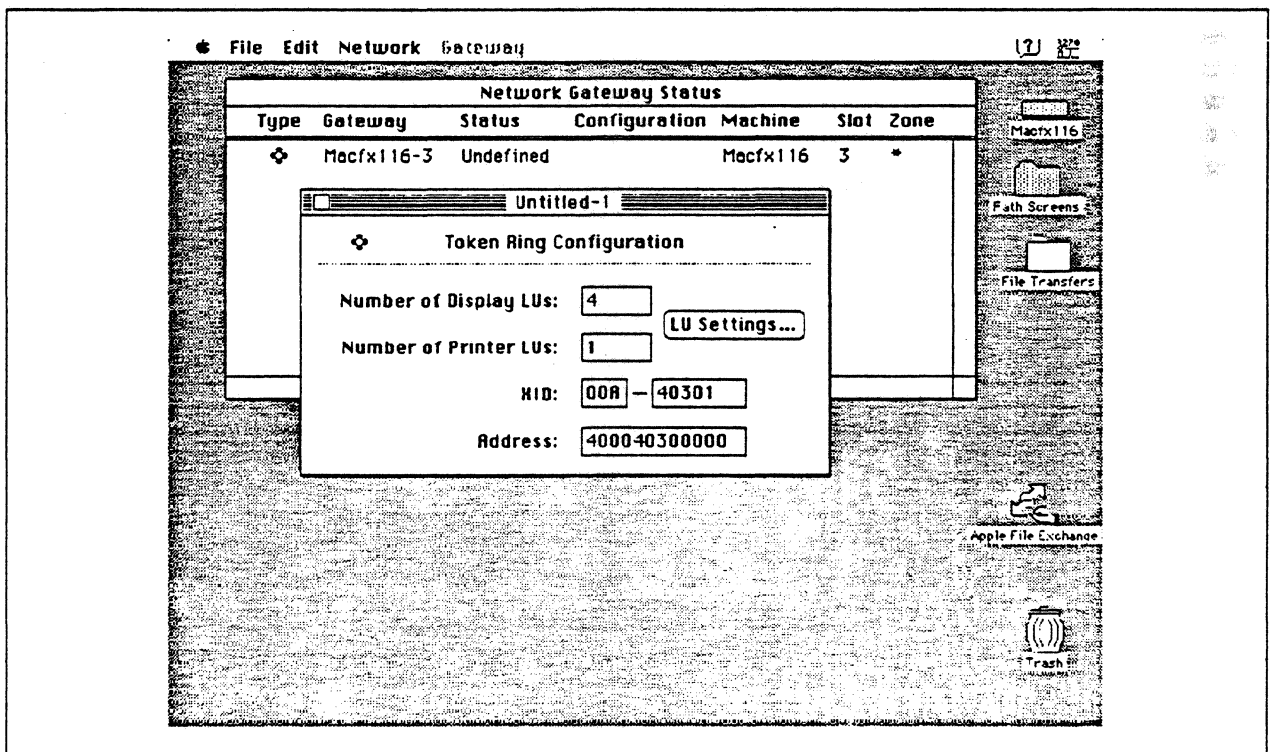 File Edit Network Gateway
[?] 3270
Network Gateway Status
Type Gateway Status Configuration Machine Slot Zone
Macfx116-3 Undefined Macfx116 3 *
Untitled-1
Token Ring Configuration
Number of Display LUs: 4
LU Settings...
Number of Printer LUs: 1
XID: 00A — 40301
Address: 400040300000
Macfx116
Path Screens
File Transfers
Apple File Exchange
Trash